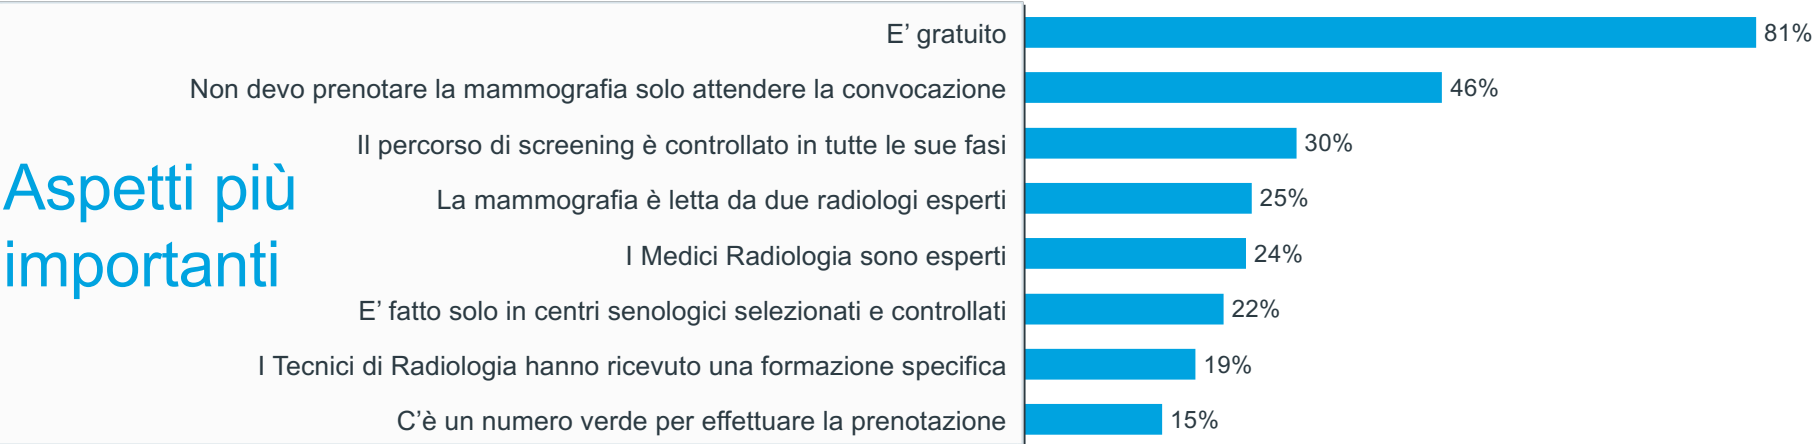 Aspetti più
importanti
E’ gratuito 81%
Non devo prenotare la mammografia solo attendere la convocazione 46%
Il percorso di screening è controllato in tutte le sue fasi 30%
La mammografia è letta da due radiologi esperti 25%
I Medici Radiologia sono esperti 24%
E’ fatto solo in centri senologici selezionati e controllati 22%
I Tecnici di Radiologia hanno ricevuto una formazione specifica 19%
C’è un numero verde per effettuare la prenotazione 15%